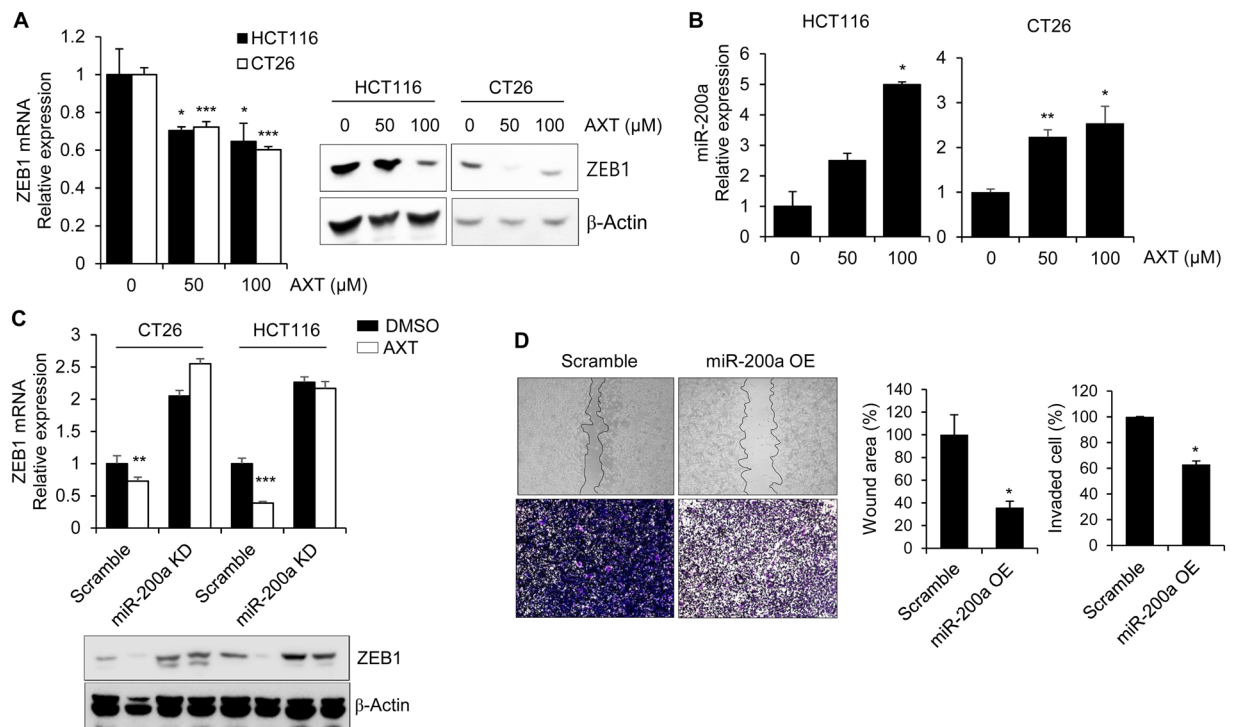 A
ZEB1 mRNA
Relative expression
1.2
1
0.8
0.6
0.4
0.2
0
HCT116
CT26
* *** * ***
0 50 100 AXT (µM)
HCT116 CT26
0 50 100 0 50 100 AXT (µM)
ZEB1
β-Actin
B
HCT116
miR-200a
Relative expression
6
5
4
3
2
1
0
*
0 50 100
CT26
4
3
2
1
0
** *
0 50 100 AXT (µM)
C
ZEB1 mRNA
Relative expression
3
2.5
2
1.5
1
0.5
0
CT26 HCT116
DMSO
AXT
** ***
Scramble
miR-200a KD
Scramble
miR-200a KD
ZEB1
β-Actin
D
Scramble miR-200a OE
Wound area (%)
140
120
100
80
60
40
20
0
*
Scramble
miR-200a OE
Invaded cell (%)
120
100
80
60
40
20
0
*
Scramble
miR-200a OE